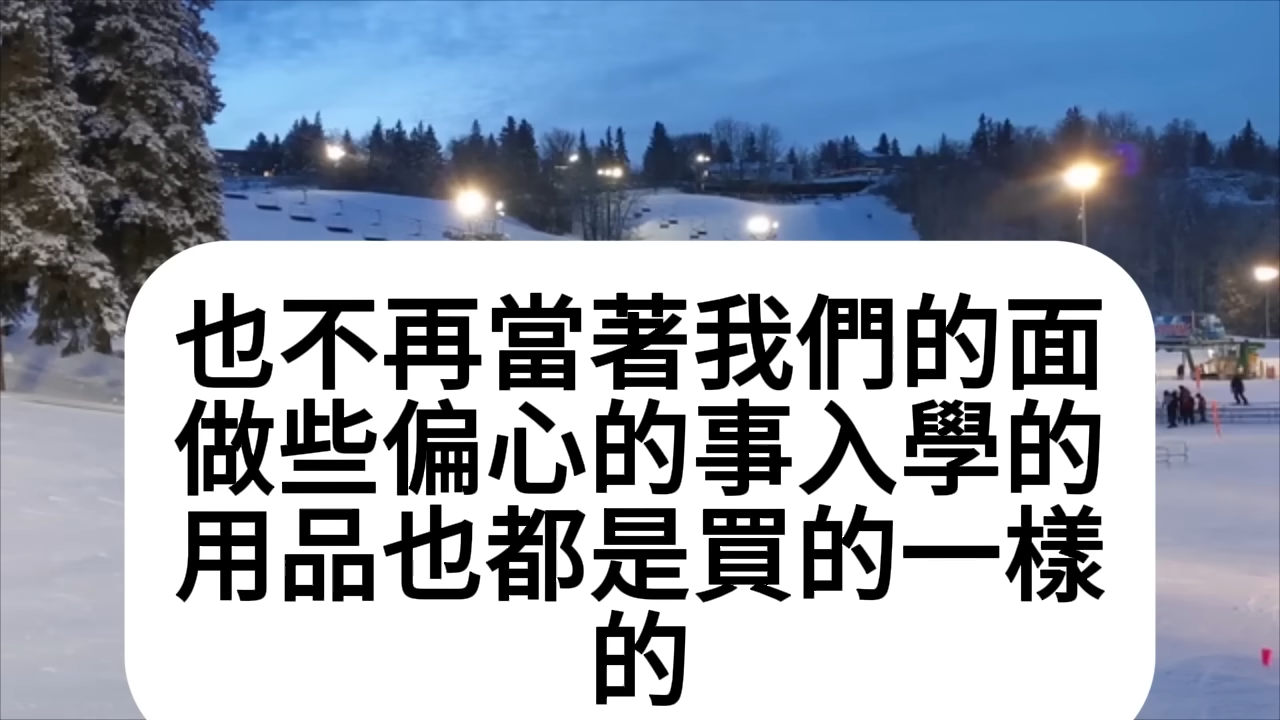 也不再當著我們的面
做些偏心的事入學的
用品也都是買的一樣
的